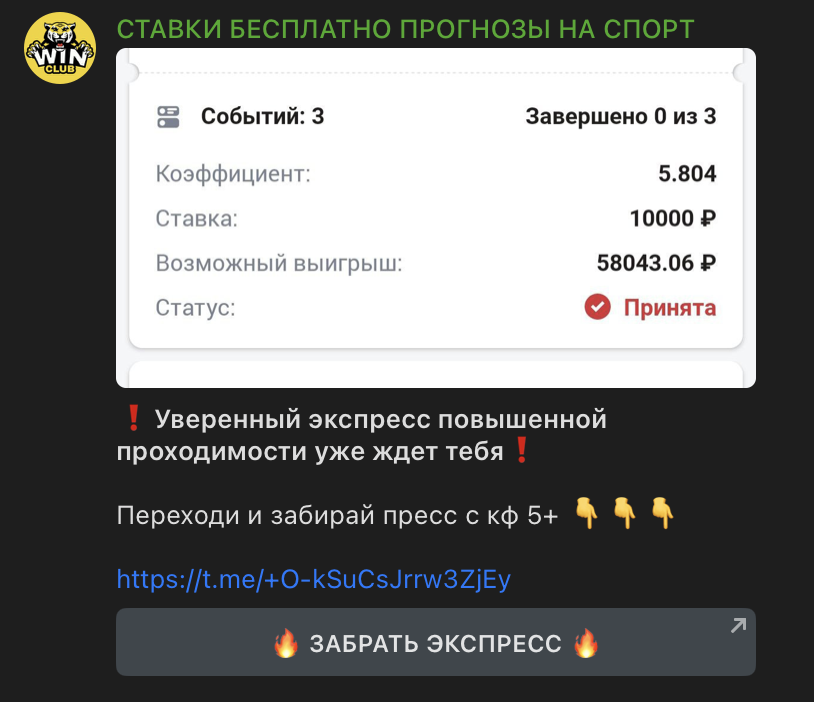 СТАВКИ БЕСПЛАТНО ПРОГНОЗЫ НА СПОРТ
WIN
CLUB
Событий: 3 Завершено 0 из 3
Коэффициент: 5.804
Ставка: 10000 ₽
Возможный выигрыш: 58043.06 ₽
Статус: Принята
❗ Уверенный экспресс повышенной
проходимости уже ждет тебя❗
Переходи и забирай пресс с кф 5+ 👇👇👇
https://t.me/+O-kSuCsJrrw3ZjEy
🔥 ЗАБРАТЬ ЭКСПРЕСС 🔥